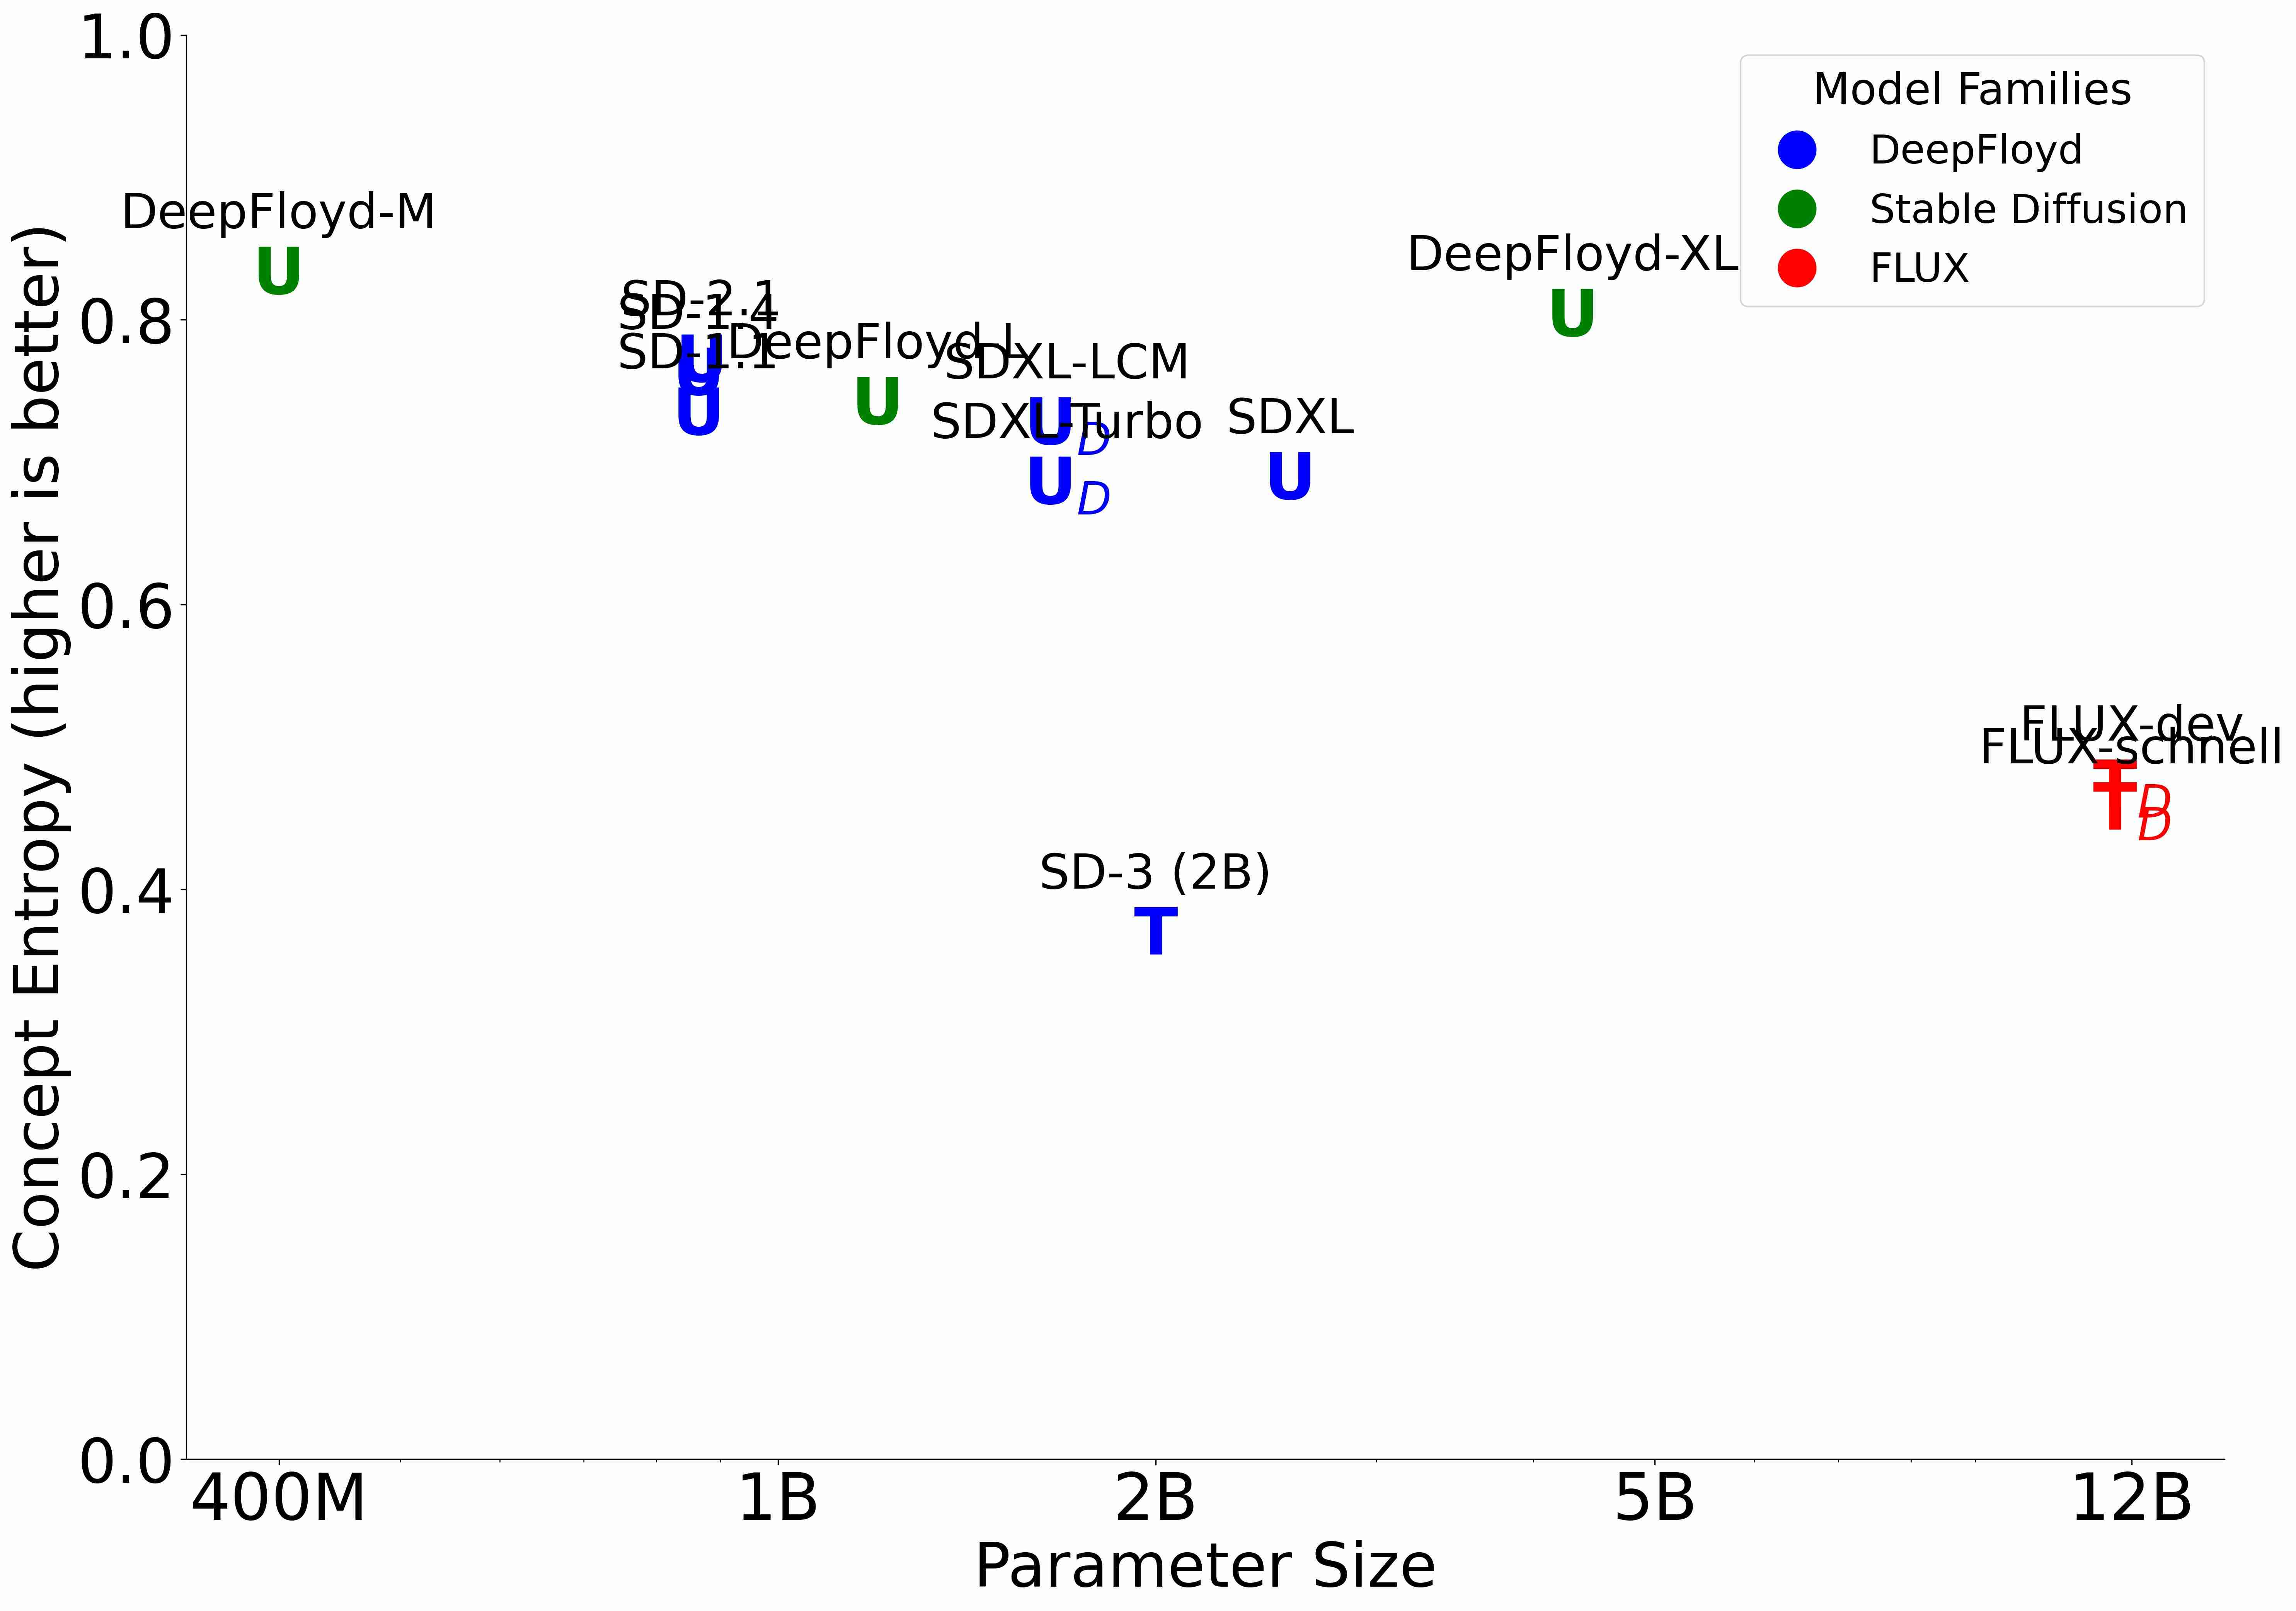 1.0
0.8
0.6
0.4
0.2
0.0
Concept Entropy (higher is better)
Model Families
DeepFloyd
Stable Diffusion
FLUX
DeepFloyd-M
U
DeepFloyd-XL
U
SD-2.1
U
SD-1.4
U
SD-1.1
U
DeepFloyd-L
U
SDXL-LCM
U D
SDXL-Turbo
U D
SDXL
U
FLUX-dev
T D
FLUX-schnell
T D
SD-3 (2B)
T
400M 1B 2B 5B 12B
Parameter Size